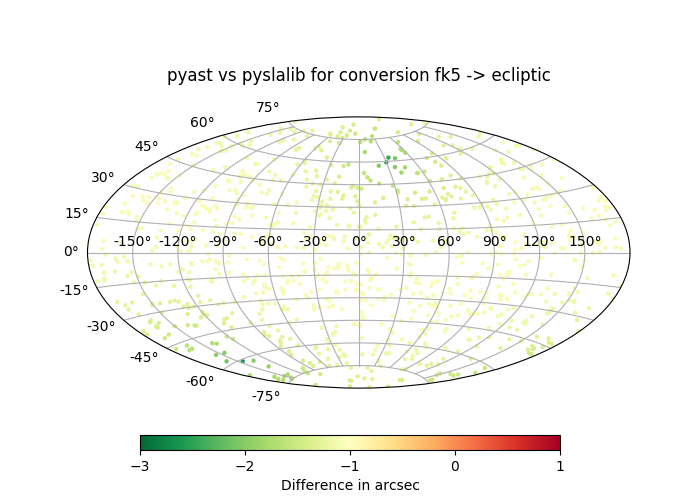 pyast vs pyslalib for conversion fk5 -> ecliptic
75°
60°
45°
30°
15°
-150° -120° -90° -60° -30° 0° 30° 60° 90° 120° 150°
0°
-15°
-30°
-45°
-60°
-75°
−3 −2 −1 0 1
Difference in arcsec